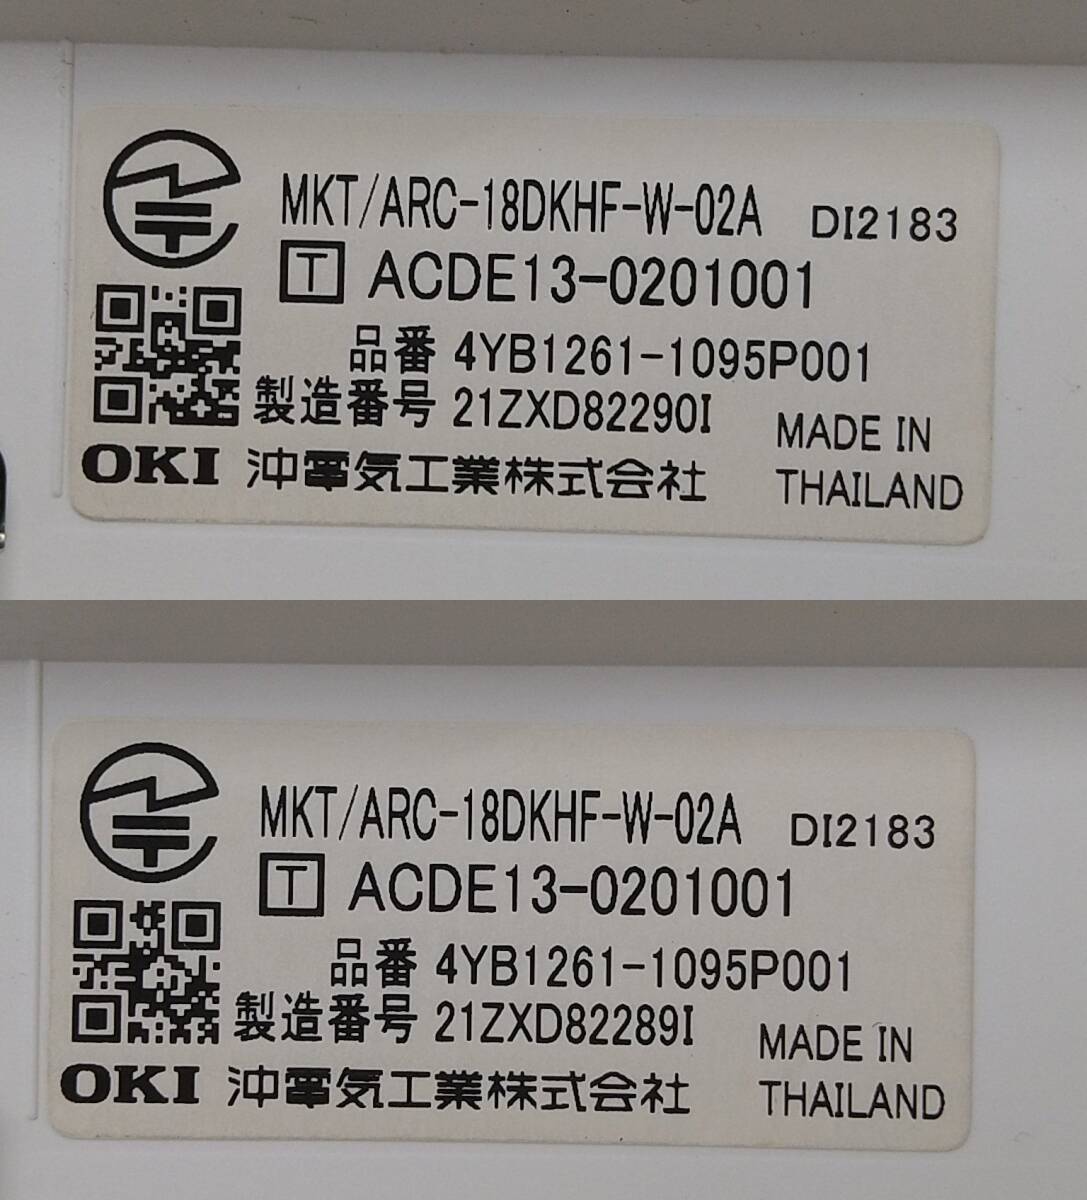 MKT/ARC-18DKHF-W-02A DI2183
T ACDE13-0201001
品番 4YB1261-1095P001
製造番号 21ZXD82290I
MADE IN
OKI 沖電気工業株式会社 THAILAND
MKT/ARC-18DKHF-W-02A DI2183
T ACDE13-0201001
品番 4YB1261-1095P001
製造番号 21ZXD82289I
MADE IN
OKI 沖電気工業株式会社 THAILAND